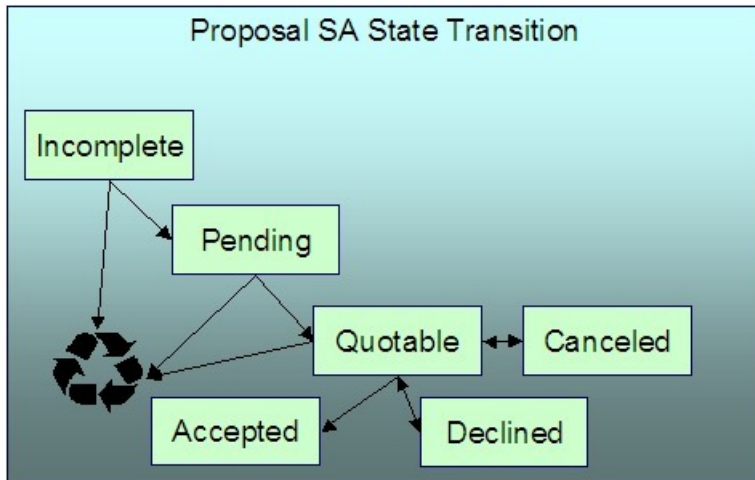 Proposal SA State Transition
Incomplete
Pending
Quotable
Canceled
Accepted
Declined